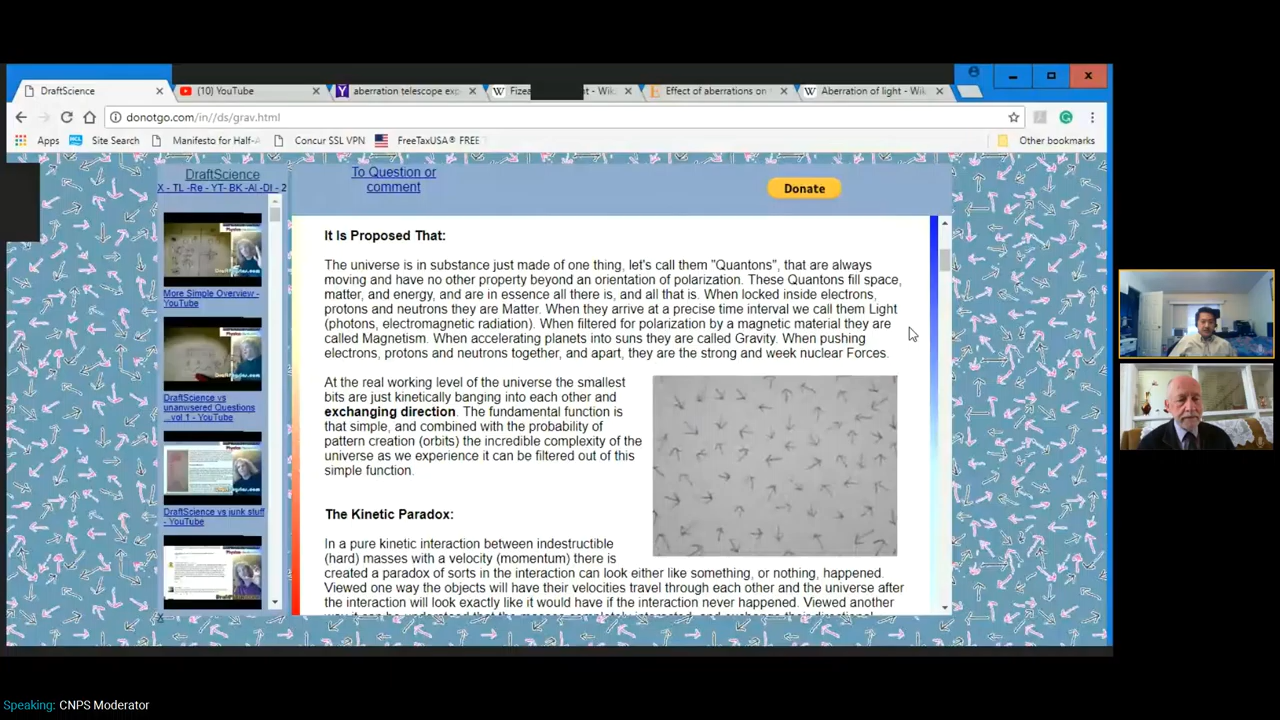 DraftScience
(10) YouTube
aberration telescope exp
Fizea
nt - Wiki
Effect of aberrations on
Aberration of light - Wiki
donotgo.com/in//ds/grav.html
Apps
Site Search
Manifesto for Half-A
Concur SSL VPN
FreeTaxUSA® FREE
Other bookmarks
DraftScience
X - TL -Re - YT- BK -Al -DI - 2
To Question or
comment
Donate
More Simple Overview -
YouTube
DraftScience vs
unanwsered Questions
...vol 1 - YouTube
DraftScience vs junk stuff
- YouTube
X
It Is Proposed That:
The universe is in substance just made of one thing, let's call them "Quantons", that are always
moving and have no other property beyond an orientation of polarization. These Quantons fill space,
matter, and energy, and are in essence all there is, and all that is. When locked inside electrons,
protons and neutrons they are Matter. When they arrive at a precise time interval we call them Light
(photons, electromagnetic radiation). When filtered for polarization by a magnetic material they are
called Magnetism. When accelerating planets into suns they are called Gravity. When pushing
electrons, protons and neutrons together, and apart, they are the strong and week nuclear Forces.
At the real working level of the universe the smallest
bits are just kinetically banging into each other and
exchanging direction. The fundamental function is
that simple, and combined with the probability of
pattern creation (orbits) the incredible complexity of the
universe as we experience it can be filtered out of this
simple function.
The Kinetic Paradox:
In a pure kinetic interaction between indestructible
(hard) masses with a velocity (momentum) there is
created a paradox of sorts in the interaction can look either like something, or nothing, happened.
Viewed one way the objects will have their velocities travel through each other and the universe after
the interaction will look exactly like it would have if the interaction never happened. Viewed another
Speaking: CNPS Moderator